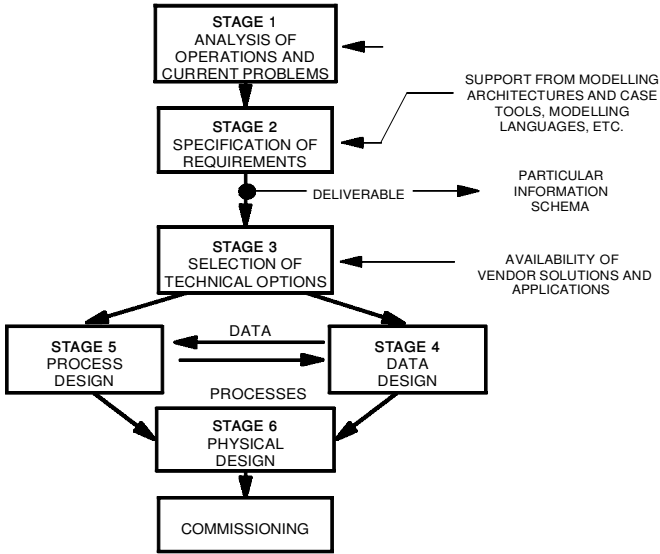 STAGE 1
ANALYSIS OF
OPERATIONS AND
CURRENT PROBLEMS
SUPPORT FROM MODELLING
ARCHITECTURES AND CASE
TOOLS, MODELLING
LANGUAGES, ETC.
STAGE 2
SPECIFICATION OF
REQUIREMENTS
DELIVERABLE
PARTICULAR
INFORMATION
SCHEMA
STAGE 3
SELECTION OF
TECHNICAL OPTIONS
AVAILABILITY OF
VENDOR SOLUTIONS AND
APPLICATIONS
STAGE 5
PROCESS
DESIGN
DATA
STAGE 4
DATA
DESIGN
PROCESSES
STAGE 6
PHYSICAL
DESIGN
COMMISSIONING